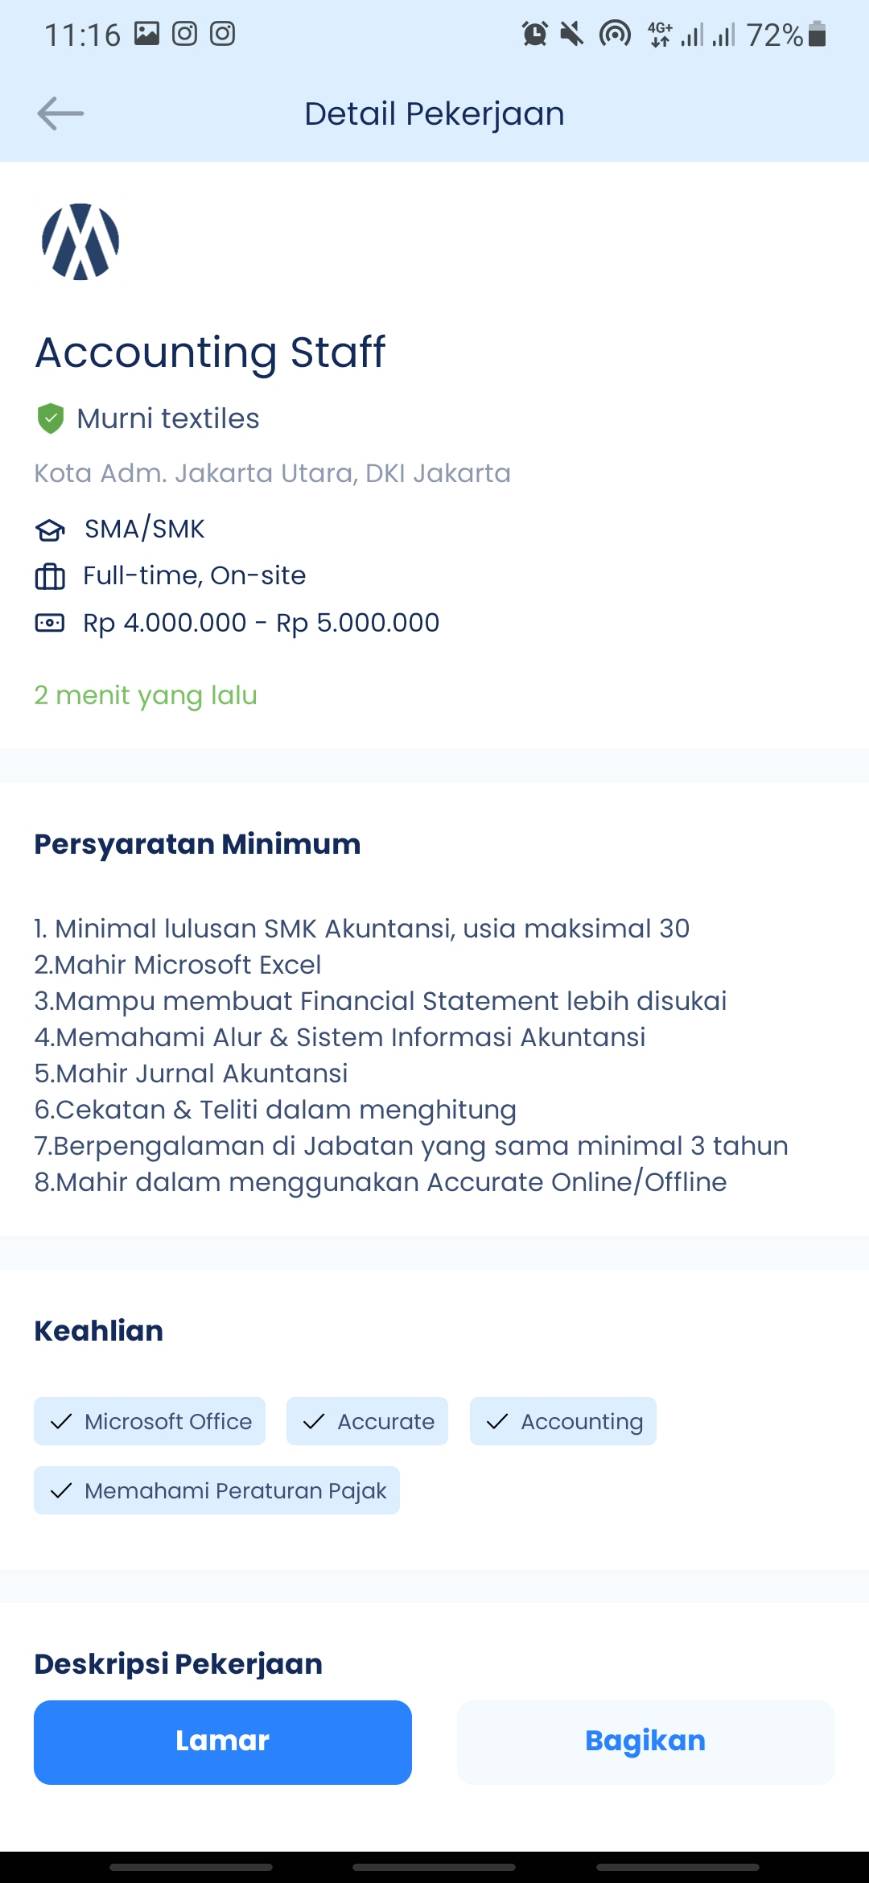 11:16
4G+ 72%
Detail Pekerjaan
Accounting Staff
Murni textiles
Kota Adm. Jakarta Utara, DKI Jakarta
SMA/SMK
Full-time, On-site
Rp 4.000.000 - Rp 5.000.000
2 menit yang lalu
Persyaratan Minimum
1. Minimal lulusan SMK Akuntansi, usia maksimal 30
2.Mahir Microsoft Excel
3.Mampu membuat Financial Statement lebih disukai
4.Memahami Alur & Sistem Informasi Akuntansi
5.Mahir Jurnal Akuntansi
6.Cekatan & Teliti dalam menghitung
7.Berpengalaman di Jabatan yang sama minimal 3 tahun
8.Mahir dalam menggunakan Accurate Online/Offline
Keahlian
Microsoft Office Accurate Accounting
Memahami Peraturan Pajak
Deskripsi Pekerjaan
Lamar Bagikan